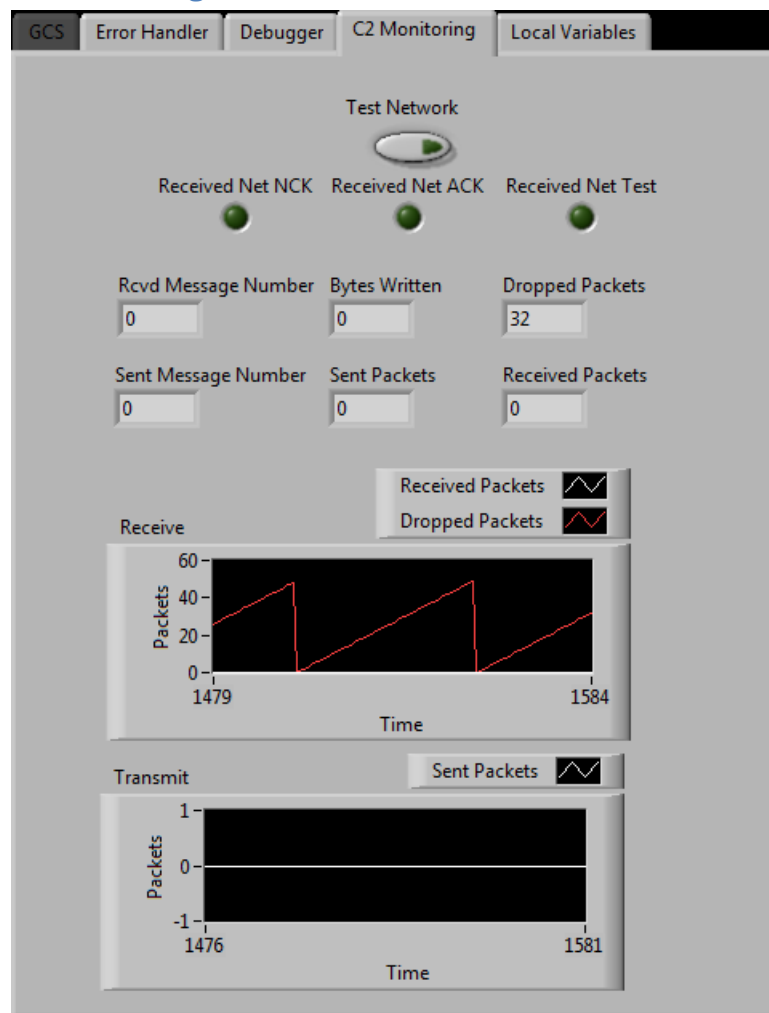 GCS Error Handler Debugger C2 Monitoring Local Variables
Test Network
Received Net NCK Received Net ACK Received Net Test
Rcvd Message Number Bytes Written Dropped Packets
0 0 32
Sent Message Number Sent Packets Received Packets
0 0 0
Received Packets
Dropped Packets
Receive
60
40
20
0
Packets
1479 1584
Time
Sent Packets
Transmit
1
0
-1
Packets
1476 1581
Time